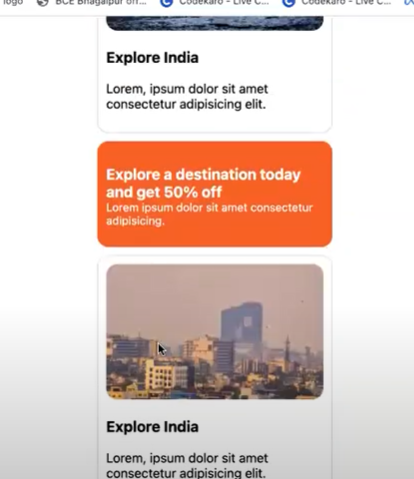 logo BCE Bhagalpur off... Codekaro - Live C... Codekaro - Live C...
Explore India
Lorem, ipsum dolor sit amet
consectetur adipisicing elit.
Explore a destination today
and get 50% off
Lorem ipsum dolor sit amet consectetur
adipisicing.
Explore India
Lorem, ipsum dolor sit amet
consectetur adipisicing elit.